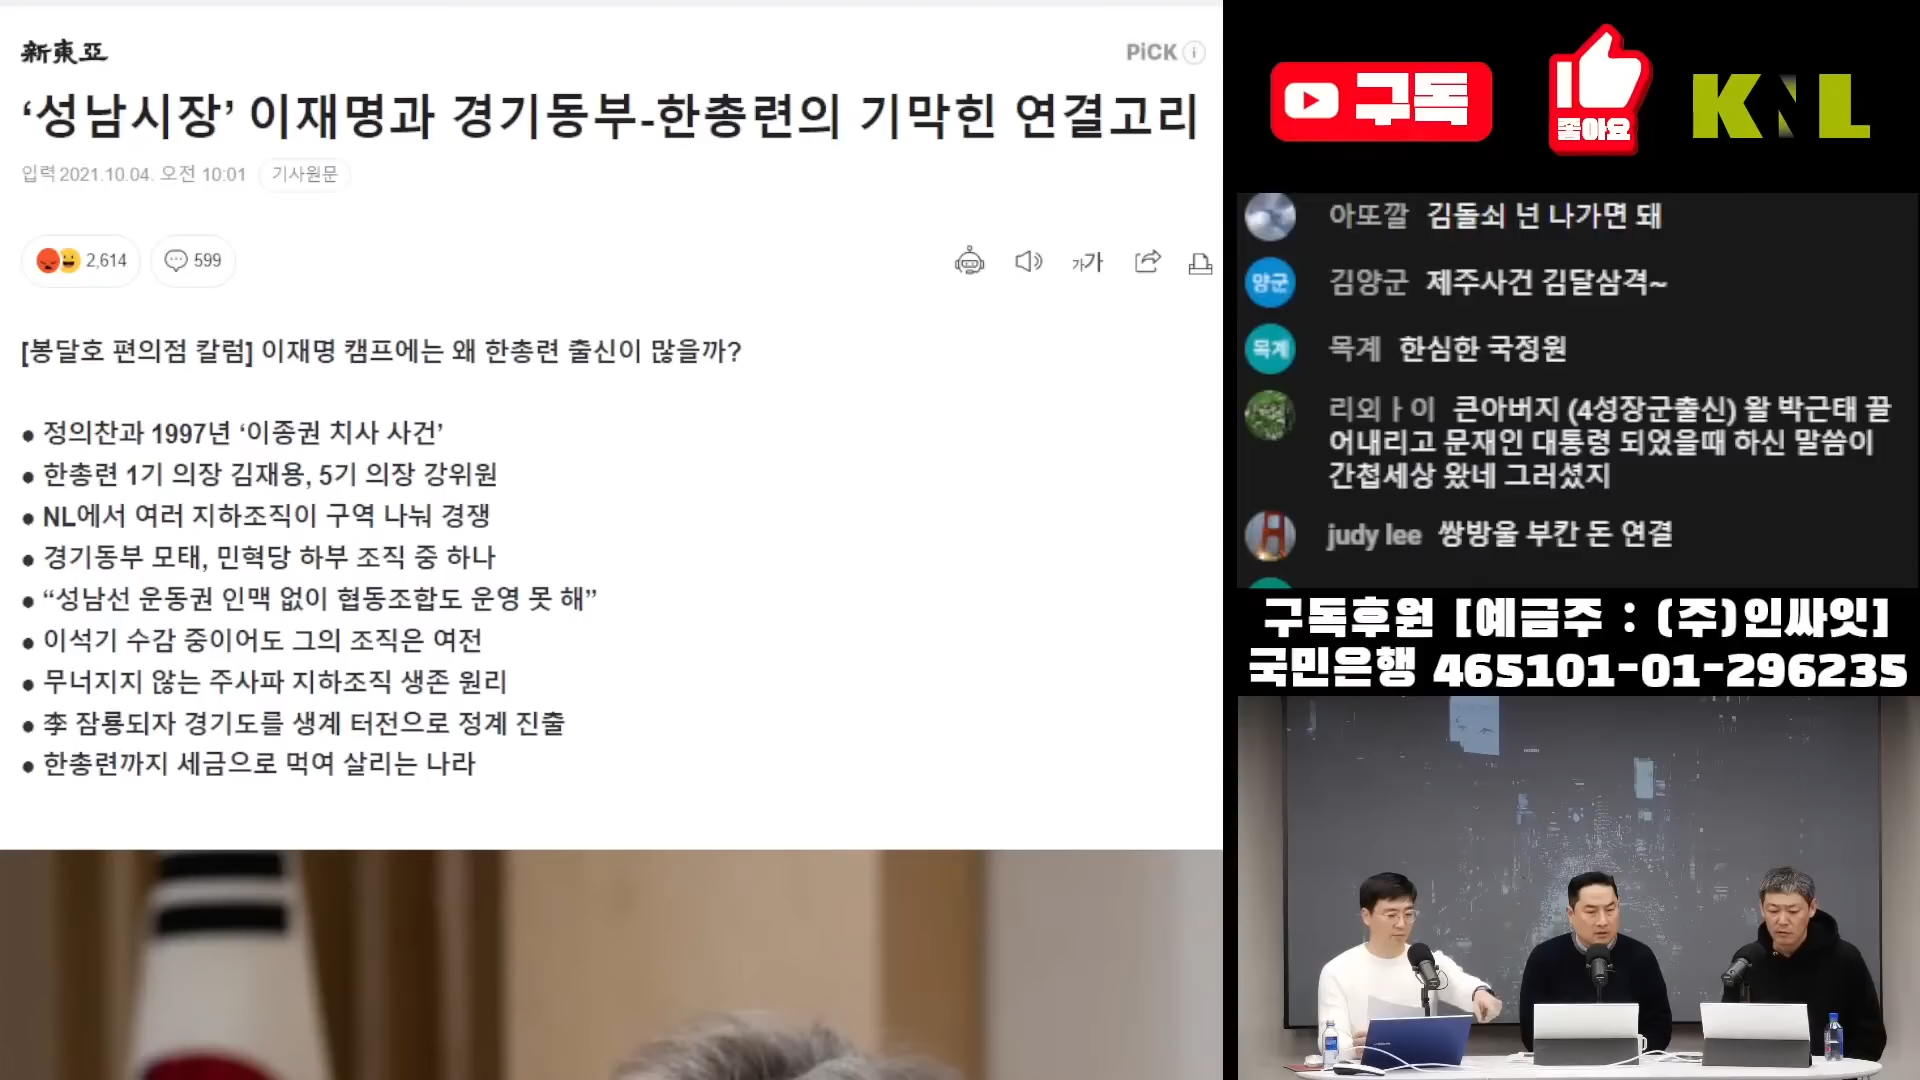 新東亞
PiCK
‘성남시장’ 이재명과 경기동부-한총련의 기막힌 연결고리
입력 2021.10.04. 오전 10:01 기사원문
2,614 599
가가
[봉달호 편의점 칼럼] 이재명 캠프에는 왜 한총련 출신이 많을까?
● 정의찬과 1997년 ‘이종권 치사 사건’
● 한총련 1기 의장 김재용, 5기 의장 강위원
● NL에서 여러 지하조직이 구역 나눠 경쟁
● 경기동부 모태, 민혁당 하부 조직 중 하나
● “성남선 운동권 인맥 없이 협동조합도 운영 못 해”
● 이석기 수감 중이어도 그의 조직은 여전
● 무너지지 않는 주사파 지하조직 생존 원리
● 李 잠룡되자 경기도를 생계 터전으로 정계 진출
● 한총련까지 세금으로 먹여 살리는 나라
구독
좋아요
KNL
아또깔 김돌쇠 넌 나가면 돼
양군 김양군 제주사건 김달삼격~
목계 목계 한심한 국정원
리외ㅏ이 큰아버지 (4성장군출신) 왈 박근태 끌
어내리고 문재인 대통령 되었을때 하신 말씀이
간첩세상 왔네 그러셨지
judy lee 쌍방울 부칸 돈 연결
구독후원 [예금주 : (주)인싸잇]
국민은행 465101-01-296235